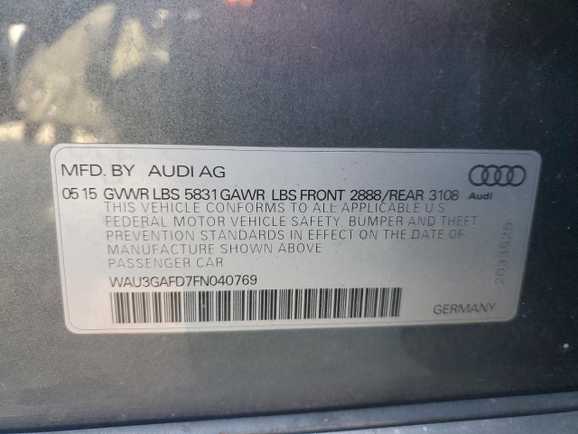 MFD. BY AUDI AG
05 15 GVWR LBS 5831 GAWR LBS FRONT 2888/REAR 3108
Audi
THIS VEHICLE CONFORMS TO ALL APPLICABLE U S
FEDERAL MOTOR VEHICLE SAFETY, BUMPER AND THEFT
PREVENTION STANDARDS IN EFFECT ON THE DATE OF
MANUFACTURE SHOWN ABOVE
PASSENGER CAR
WAU3GAFD7FN040769
GERMANY